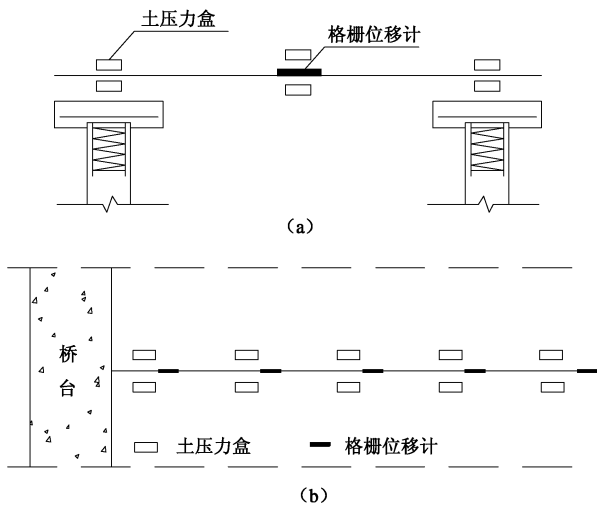 土压力盒
格栅位移计
（a）
桥
台
土压力盒
格栅位移计
（b）